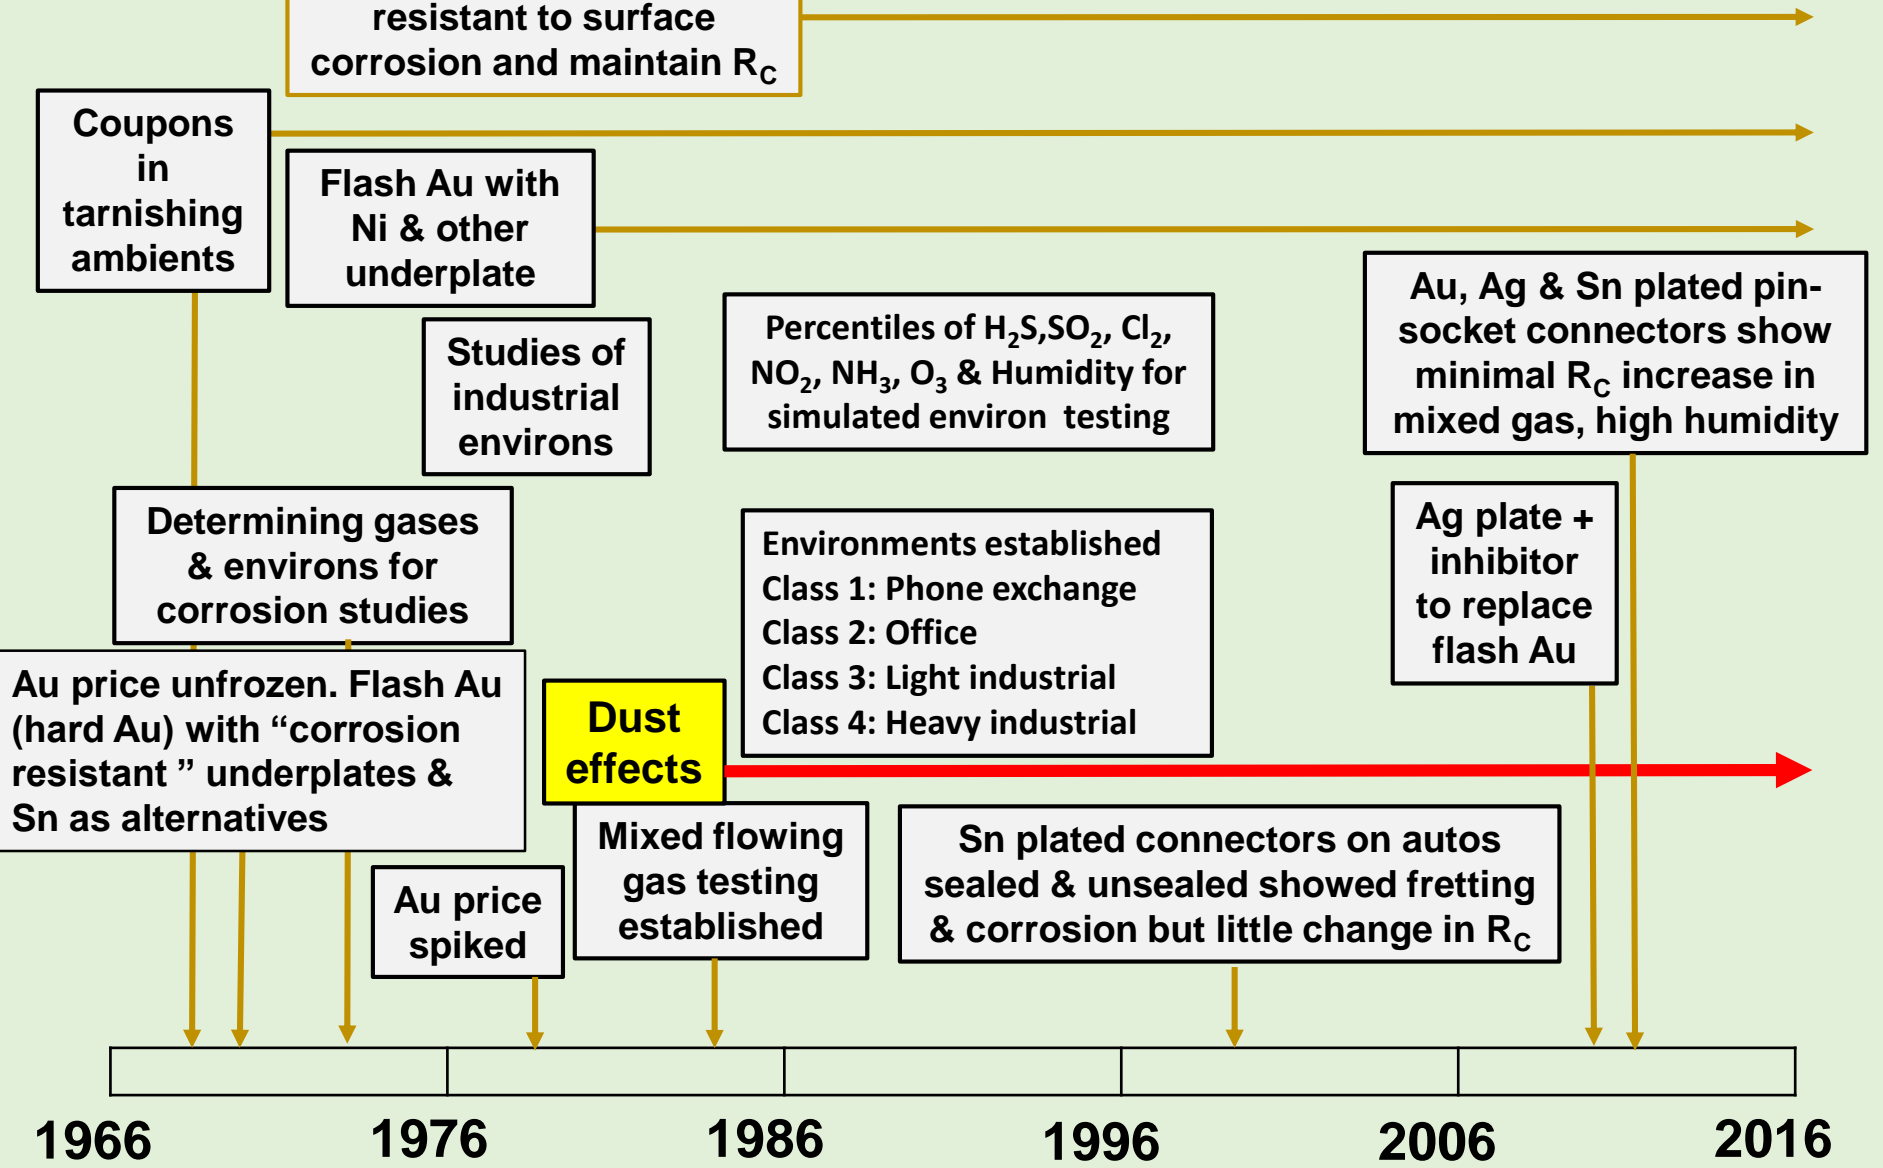 resistant to surface
corrosion and maintain R_C
Coupons
in
tarnishing
ambients
Flash Au with
Ni & other
underplate
Studies of
industrial
environs
Percentiles of H₂S,SO₂, Cl₂,
NO₂, NH₃, O₃ & Humidity for
simulated environ testing
Au, Ag & Sn plated pin-
socket connectors show
minimal R_C increase in
mixed gas, high humidity
Determining gases
& environs for
corrosion studies
Environments established
Class 1: Phone exchange
Class 2: Office
Class 3: Light industrial
Class 4: Heavy industrial
Ag plate +
inhibitor
to replace
flash Au
Au price unfrozen. Flash Au
(hard Au) with “corrosion
resistant ” underplates &
Sn as alternatives
Dust
effects
Mixed flowing
gas testing
established
Au price
spiked
Sn plated connectors on autos
sealed & unsealed showed fretting
& corrosion but little change in R_C
1966 1976 1986 1996 2006 2016